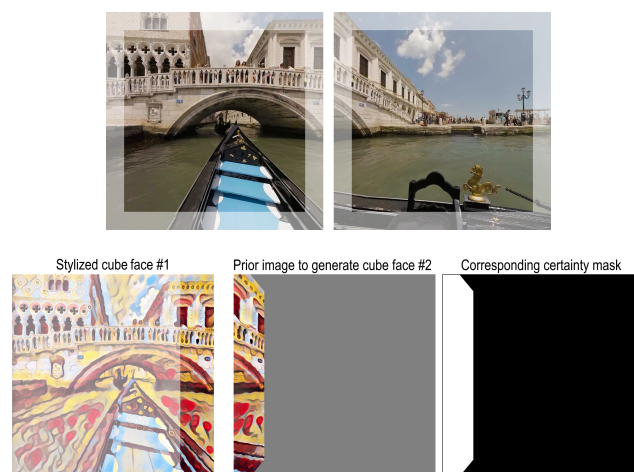 Stylized cube face #1
Prior image to generate cube face #2
Corresponding certainty mask